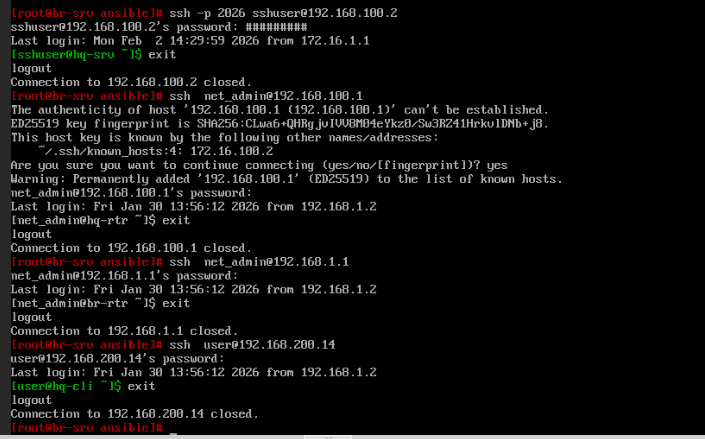 [root@br-srv ansible]# ssh -p 2026 sshuser@192.168.100.2
sshuser@192.168.100.2's password: #########
Last login: Mon Feb  2 14:29:59 2026 from 172.16.1.1
[sshuser@hq-srv ~]$ exit
logout
Connection to 192.168.100.2 closed.
[root@br-srv ansible]# ssh  net_admin@192.168.100.1
The authenticity of host '192.168.100.1 (192.168.100.1)' can't be established.
ED25519 key fingerprint is SHA256:CLwa6+QHRgjvIVV8M04eYkz0/Sw3RZ41HrkvlDNb+j8.
This host key is known by the following other names/addresses:
    ~/.ssh/known_hosts:4: 172.16.100.2
Are you sure you want to continue connecting (yes/no/[fingerprint])? yes
Warning: Permanently added '192.168.100.1' (ED25519) to the list of known hosts.
net_admin@192.168.100.1's password:
Last login: Fri Jan 30 13:56:12 2026 from 192.168.1.2
[net_admin@hq-rtr ~]$ exit
logout
Connection to 192.168.100.1 closed.
[root@br-srv ansible]# ssh  net_admin@192.168.1.1
net_admin@192.168.1.1's password:
Last login: Fri Jan 30 13:56:12 2026 from 192.168.1.2
[net_admin@br-rtr ~]$ exit
logout
Connection to 192.168.1.1 closed.
[root@br-srv ansible]# ssh  user@192.168.200.14
user@192.168.200.14's password:
Last login: Fri Jan 30 13:56:12 2026 from 192.168.1.2
[user@hq-cli ~]$ exit
logout
Connection to 192.168.200.14 closed.
[root@br-srv ansible]#